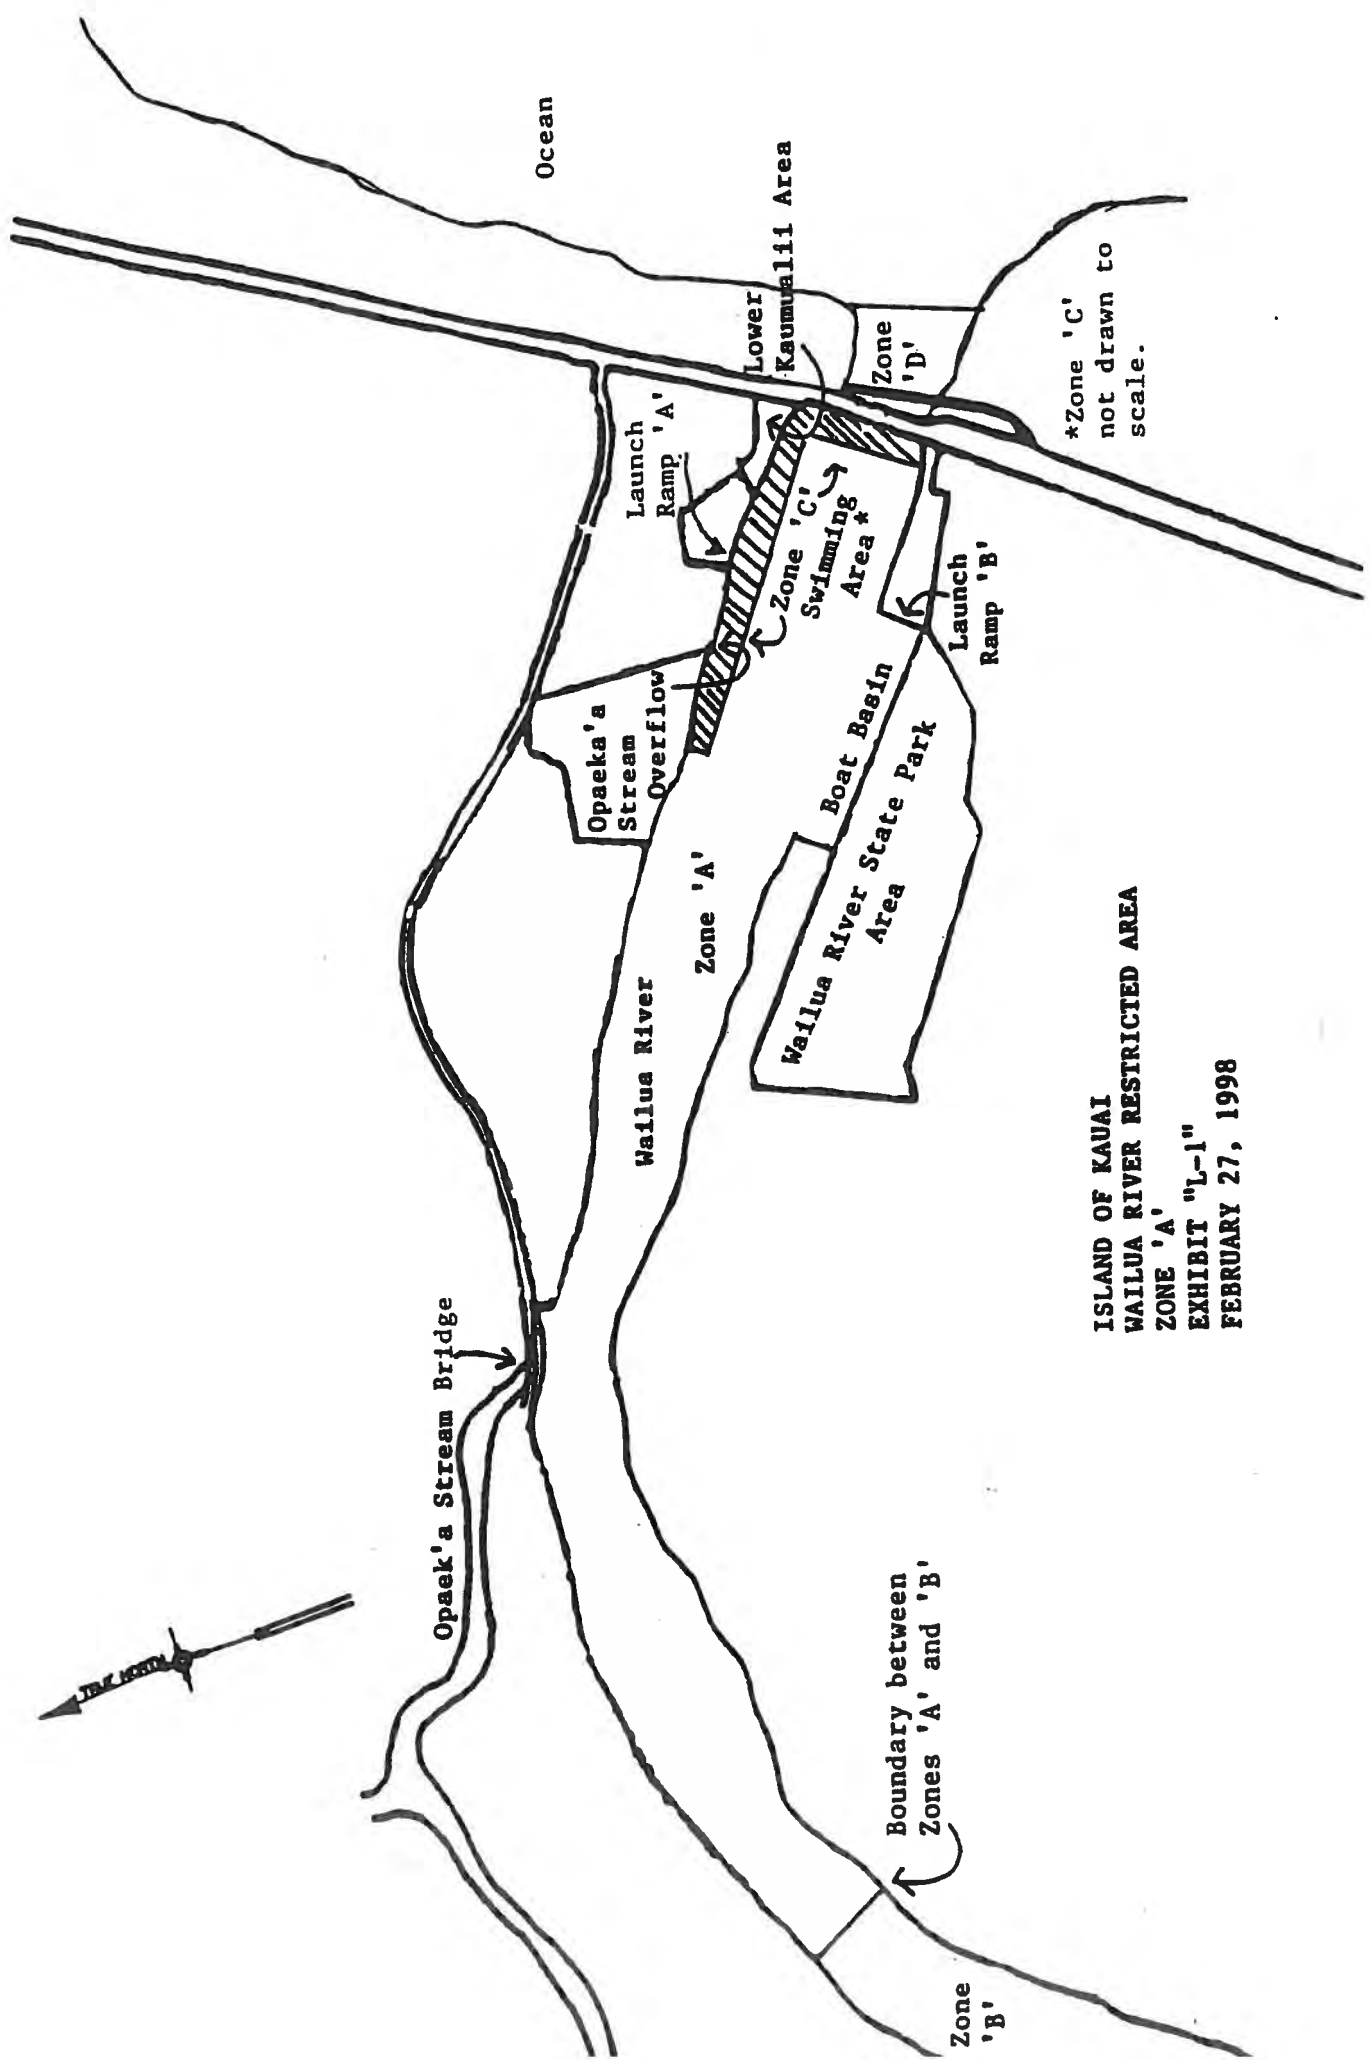 Ocean
Lower
Kaumualii Area
Zone
'D'
*Zone 'C'
not drawn to
scale.
Launch
Ramp 'A'
Zone 'C'
Swimming
Area*
Launch
Ramp 'B'
Opaeka'a
Stream
Overflow
Boat Basin
Wailua River State Park
Area
Zone 'A'
Wailua River
Opaek'a Stream Bridge
TRUE NORTH
Boundary between
Zones 'A' and 'B'
Zone
'B'
ISLAND OF KAUAI
WAILUA RIVER RESTRICTED AREA
ZONE 'A'
EXHIBIT "L-1"
FEBRUARY 27, 1998